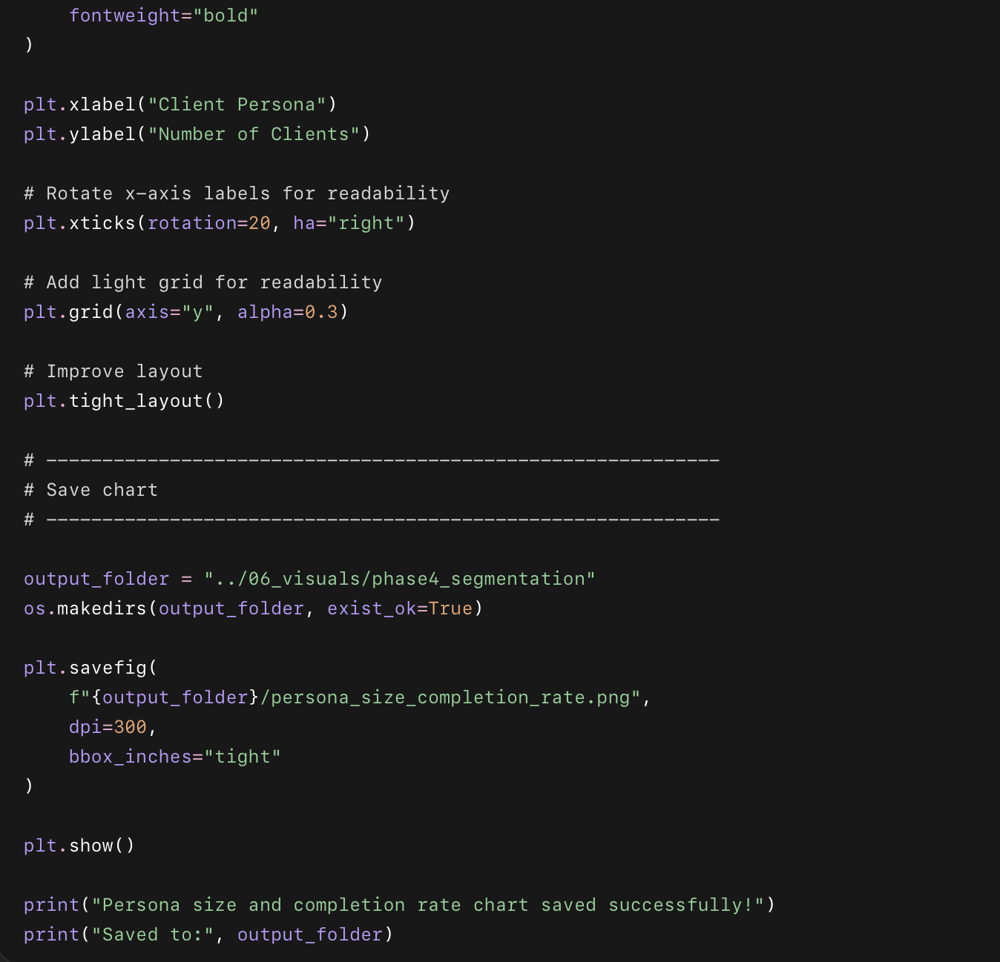 fontweight="bold"
)

plt.xlabel("Client Persona")
plt.ylabel("Number of Clients")

# Rotate x-axis labels for readability
plt.xticks(rotation=20, ha="right")

# Add light grid for readability
plt.grid(axis="y", alpha=0.3)

# Improve layout
plt.tight_layout()

# ------------------------------------------------------------
# Save chart
# ------------------------------------------------------------

output_folder = "../06_visuals/phase4_segmentation"
os.makedirs(output_folder, exist_ok=True)

plt.savefig(
    f"{output_folder}/persona_size_completion_rate.png",
    dpi=300,
    bbox_inches="tight"
)

plt.show()

print("Persona size and completion rate chart saved successfully!")
print("Saved to:", output_folder)